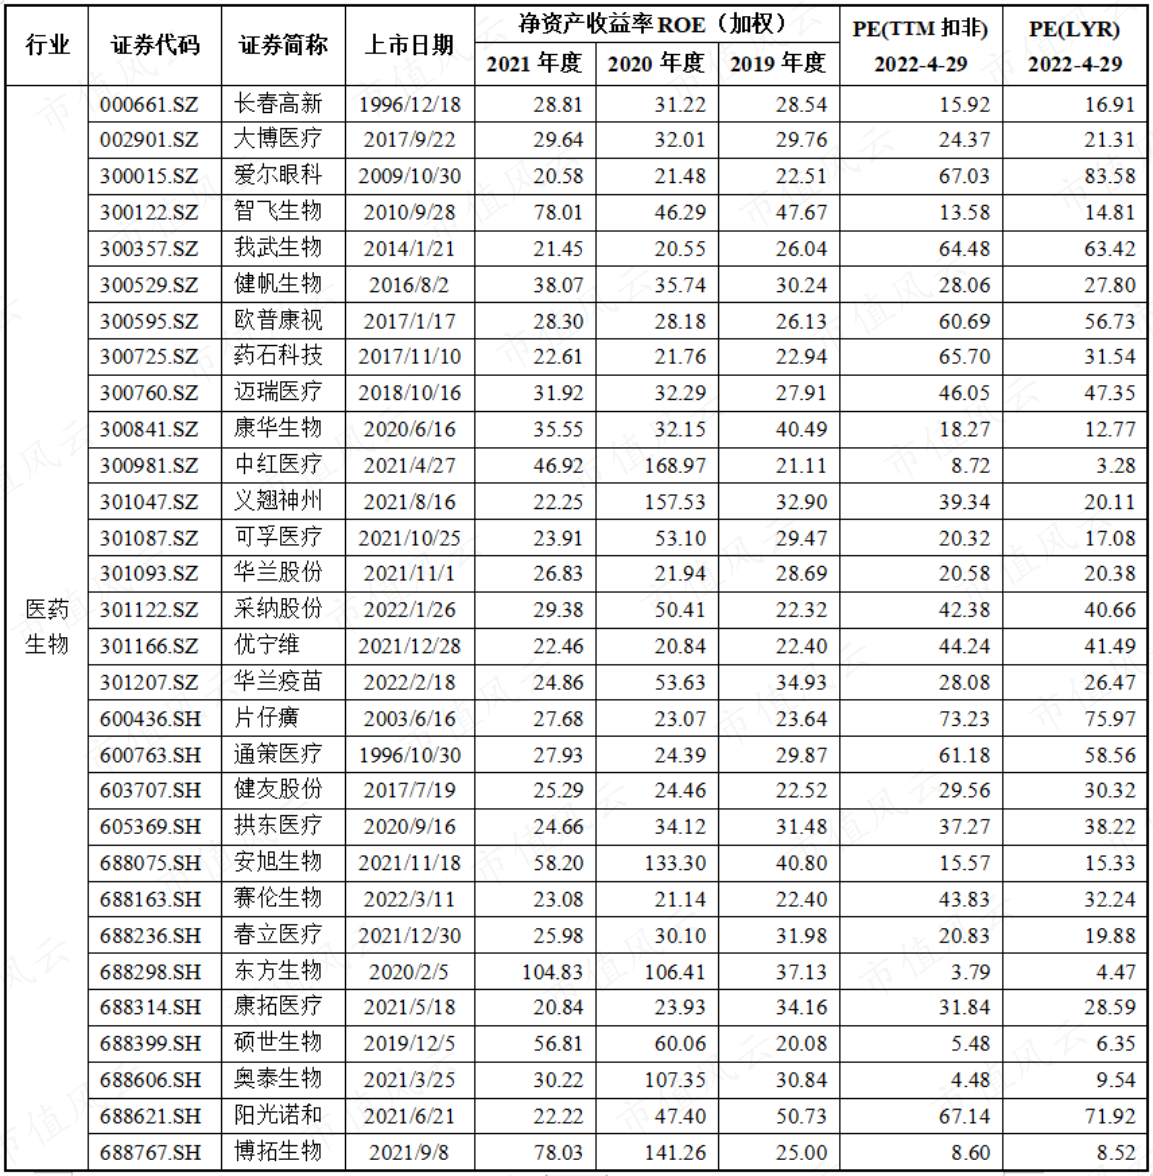 行业 证券代码 证券简称 上市日期 净资产收益率 ROE（加权） PE(TTM 扣非) 2022-4-29 PE(LYR) 2022-4-29
2021 年度 2020 年度 2019 年度
医药生物
000661.SZ 长春高新 1996/12/18 28.81 31.22 28.54 15.92 16.91
002901.SZ 大博医疗 2017/9/22 29.64 32.01 29.76 24.37 21.31
300015.SZ 爱尔眼科 2009/10/30 20.58 21.48 22.51 67.03 83.58
300122.SZ 智飞生物 2010/9/28 78.01 46.29 47.67 13.58 14.81
300357.SZ 我武生物 2014/1/21 21.45 20.55 26.04 64.48 63.42
300529.SZ 健帆生物 2016/8/2 38.07 35.74 30.24 28.06 27.80
300595.SZ 欧普康视 2017/1/17 28.30 28.18 26.13 60.69 56.73
300725.SZ 药石科技 2017/11/10 22.61 21.76 22.94 65.70 31.54
300760.SZ 迈瑞医疗 2018/10/16 31.92 32.29 27.91 46.05 47.35
300841.SZ 康华生物 2020/6/16 35.55 32.15 40.49 18.27 12.77
300981.SZ 中红医疗 2021/4/27 46.92 168.97 21.11 8.72 3.28
301047.SZ 义翘神州 2021/8/16 22.25 157.53 32.90 39.34 20.11
301087.SZ 可孚医疗 2021/10/25 23.91 53.10 29.47 20.32 17.08
301093.SZ 华兰股份 2021/11/1 26.83 21.94 28.69 20.58 20.38
301122.SZ 采纳股份 2022/1/26 29.38 50.41 22.32 42.38 40.66
301166.SZ 优宁维 2021/12/28 22.46 20.84 22.40 44.24 41.49
301207.SZ 华兰疫苗 2022/2/18 24.86 53.63 34.93 28.08 26.47
600436.SH 片仔癀 2003/6/16 27.68 23.07 23.64 73.23 75.97
600763.SH 通策医疗 1996/10/30 27.93 24.39 29.87 61.18 58.56
603707.SH 健友股份 2017/7/19 25.29 24.46 22.52 29.56 30.32
605369.SH 拱东医疗 2020/9/16 24.66 34.12 31.48 37.27 38.22
688075.SH 安旭生物 2021/11/18 58.20 133.30 40.80 15.57 15.33
688163.SH 赛伦生物 2022/3/11 23.08 21.14 22.40 43.83 32.24
688236.SH 春立医疗 2021/12/30 25.98 30.10 31.98 20.83 19.88
688298.SH 东方生物 2020/2/5 104.83 106.41 37.13 3.79 4.47
688314.SH 康拓医疗 2021/5/18 20.84 23.93 34.16 31.84 28.59
688399.SH 硕世生物 2019/12/5 56.81 60.06 20.08 5.48 6.35
688606.SH 奥泰生物 2021/3/25 30.22 107.35 30.84 4.48 9.54
688621.SH 阳光诺和 2021/6/21 22.22 47.40 50.73 67.14 71.92
688767.SH 博拓生物 2021/9/8 78.03 141.26 25.00 8.60 8.52
市值风云